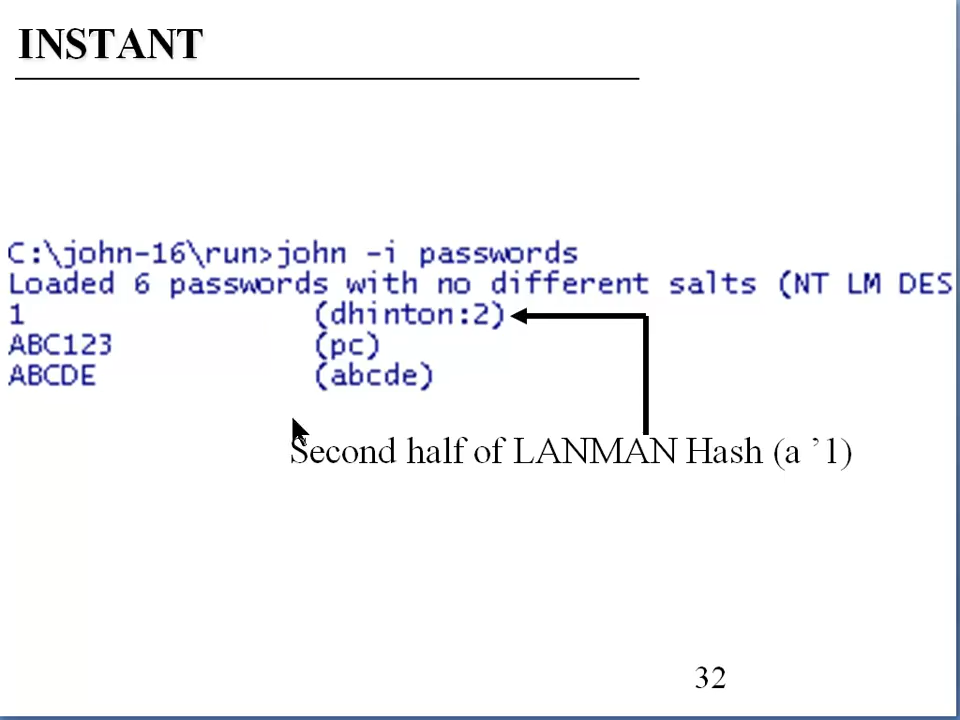 INSTANT
C:\john-16\run>john -i passwords
Loaded 6 passwords with no different salts (NT LM DES
1 (dhinton:2)
ABC123 (pc)
ABCDE (abcde)
Second half of LANMAN Hash (a ’1)
32